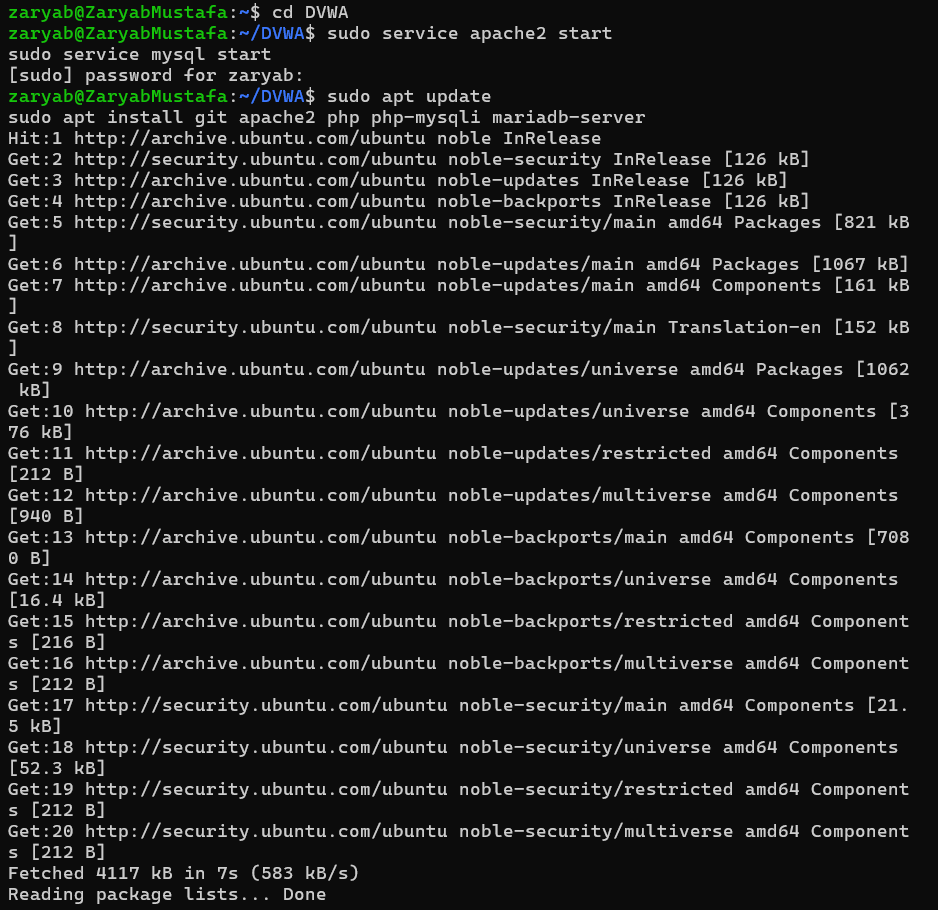 zaryab@ZaryabMustafa:~$ cd DVWA
zaryab@ZaryabMustafa:~/DVWA$ sudo service apache2 start
sudo service mysql start
[sudo] password for zaryab:
zaryab@ZaryabMustafa:~/DVWA$ sudo apt update
sudo apt install git apache2 php php-mysqli mariadb-server
Hit:1 http://archive.ubuntu.com/ubuntu noble InRelease
Get:2 http://security.ubuntu.com/ubuntu noble-security InRelease [126 kB]
Get:3 http://archive.ubuntu.com/ubuntu noble-updates InRelease [126 kB]
Get:4 http://archive.ubuntu.com/ubuntu noble-backports InRelease [126 kB]
Get:5 http://security.ubuntu.com/ubuntu noble-security/main amd64 Packages [821 kB
]
Get:6 http://archive.ubuntu.com/ubuntu noble-updates/main amd64 Packages [1067 kB]
Get:7 http://archive.ubuntu.com/ubuntu noble-updates/main amd64 Components [161 kB
]
Get:8 http://security.ubuntu.com/ubuntu noble-security/main Translation-en [152 kB
]
Get:9 http://archive.ubuntu.com/ubuntu noble-updates/universe amd64 Packages [1062
 kB]
Get:10 http://archive.ubuntu.com/ubuntu noble-updates/universe amd64 Components [3
76 kB]
Get:11 http://archive.ubuntu.com/ubuntu noble-updates/restricted amd64 Components
[212 B]
Get:12 http://archive.ubuntu.com/ubuntu noble-updates/multiverse amd64 Components
[940 B]
Get:13 http://archive.ubuntu.com/ubuntu noble-backports/main amd64 Components [708
0 B]
Get:14 http://archive.ubuntu.com/ubuntu noble-backports/universe amd64 Components
[16.4 kB]
Get:15 http://archive.ubuntu.com/ubuntu noble-backports/restricted amd64 Component
s [216 B]
Get:16 http://archive.ubuntu.com/ubuntu noble-backports/multiverse amd64 Component
s [212 B]
Get:17 http://security.ubuntu.com/ubuntu noble-security/main amd64 Components [21.
5 kB]
Get:18 http://security.ubuntu.com/ubuntu noble-security/universe amd64 Components
[52.3 kB]
Get:19 http://security.ubuntu.com/ubuntu noble-security/restricted amd64 Component
s [212 B]
Get:20 http://security.ubuntu.com/ubuntu noble-security/multiverse amd64 Component
s [212 B]
Fetched 4117 kB in 7s (583 kB/s)
Reading package lists... Done